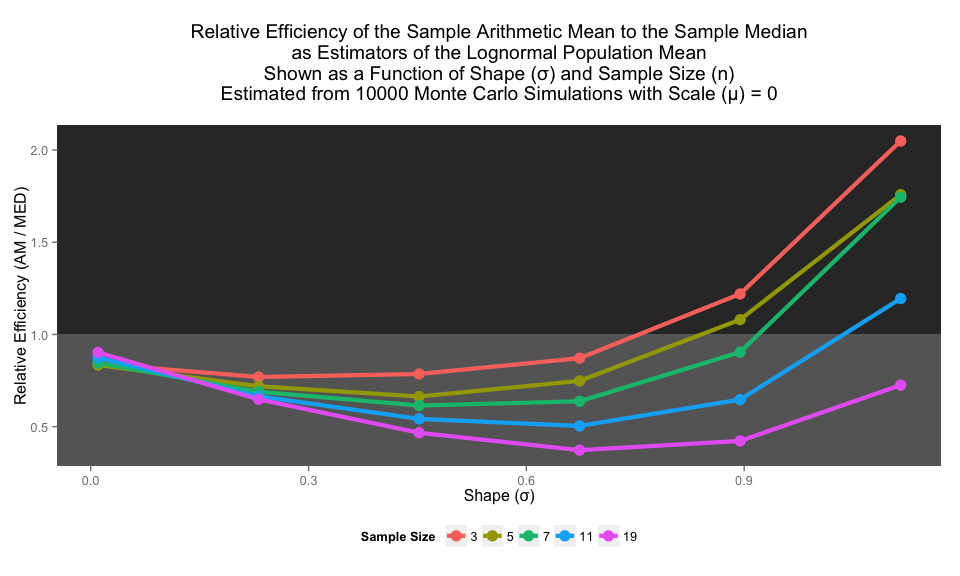 Relative Efficiency of the Sample Arithmetic Mean to the Sample Median
as Estimators of the Lognormal Population Mean
Shown as a Function of Shape (σ) and Sample Size (n)
Estimated from 10000 Monte Carlo Simulations with Scale (μ) = 0
Relative Efficiency (AM / MED)
2.0
1.5
1.0
0.5
0.0 0.3 0.6 0.9
Shape (σ)
Sample Size 3 5 7 11 19